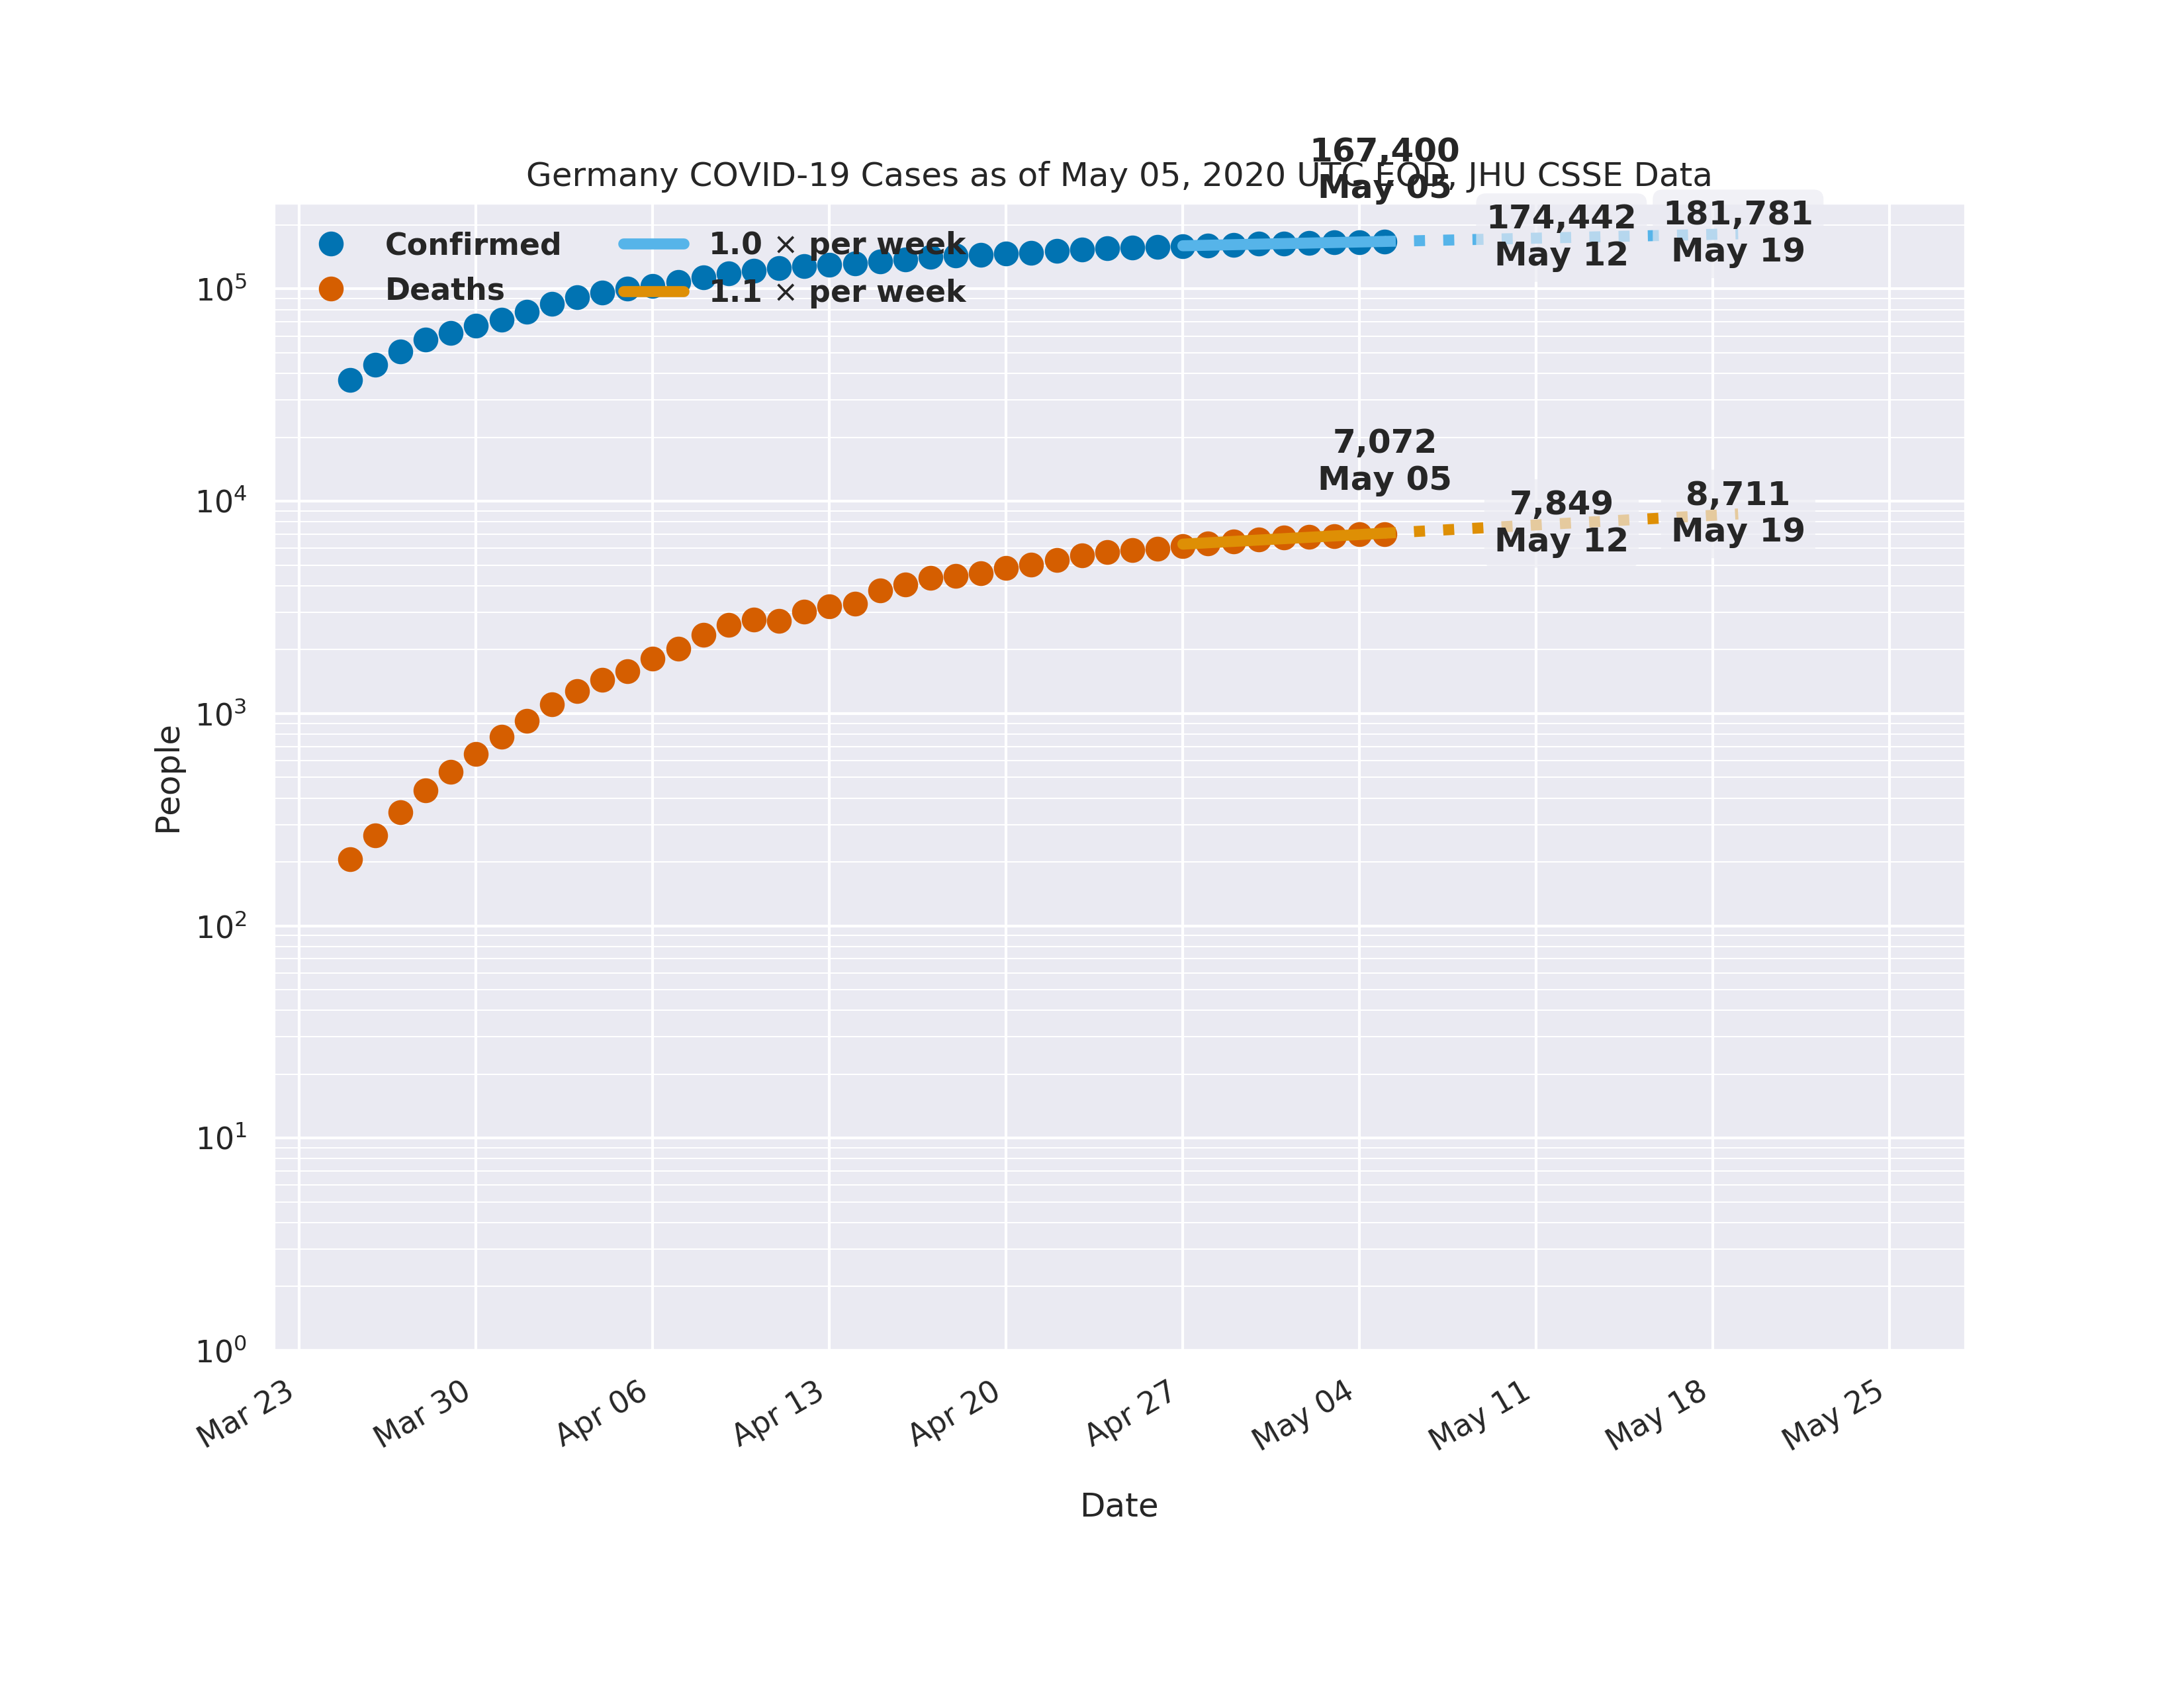 167,400
May 05
Germany COVID-19 Cases as of May 05, 2020 UTC EOD, JHU CSSE Data
174,442
May 12
181,781
May 19
Confirmed
Deaths
1.0 × per week
1.1 × per week
7,072
May 05
7,849
May 12
8,711
May 19
People
10⁵
10⁴
10³
10²
10¹
10⁰
Mar 23
Mar 30
Apr 06
Apr 13
Apr 20
Apr 27
May 04
May 11
May 18
May 25
Date